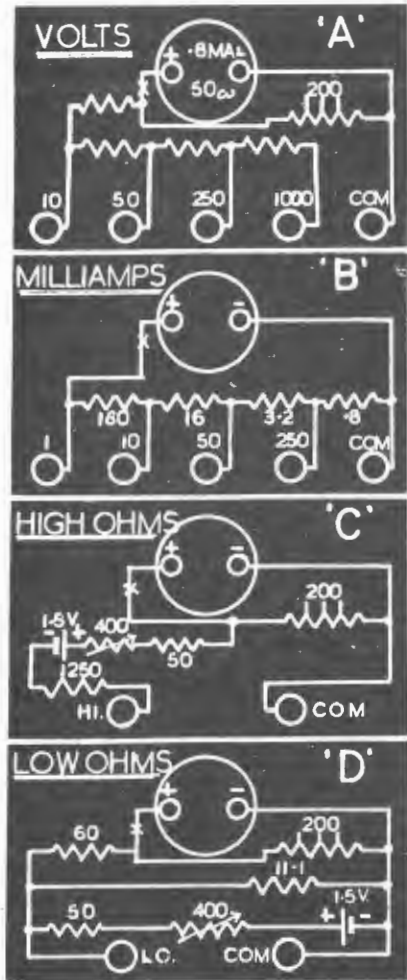 VOLTS 'A'
+ .8MA -
50ω 200
10 50 250 1000 COM
MILLIAMPS 'B'
+ -
160 16 3.2 .8
1 10 50 250 COM
HIGH OHMS 'C'
+ -
1.5V. 200
- + 400
50
1250
HI. COM
LOW OHMS 'D'
+ -
60 200
11.1
1.5V.
50 400 + -
LO. COM